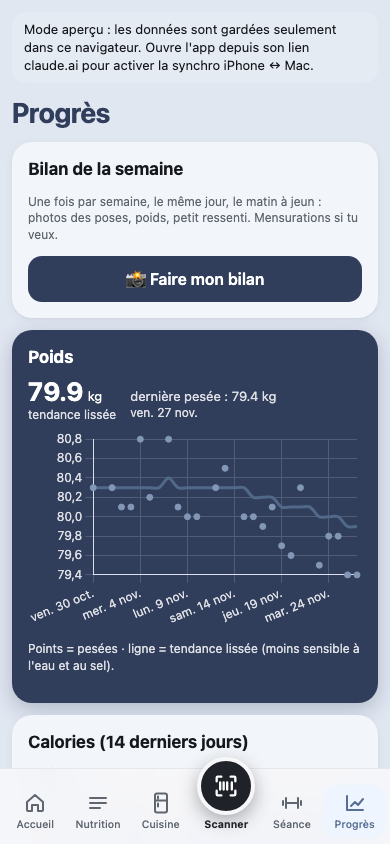 Mode aperçu : les données sont gardées seulement
dans ce navigateur. Ouvre l'app depuis son lien
claude.ai pour activer la synchro iPhone ↔ Mac.
Progrès
Bilan de la semaine
Une fois par semaine, le même jour, le matin à jeun :
photos des poses, poids, petit ressenti. Mensurations si tu
veux.
📸 Faire mon bilan
Poids
79.9 kg
tendance lissée
dernière pesée : 79.4 kg
ven. 27 nov.
80,8
80,6
80,4
80,2
80,0
79,8
79,6
79,4
ven. 30 oct.
mer. 4 nov.
lun. 9 nov.
sam. 14 nov.
jeu. 19 nov.
mar. 24 nov.
Points = pesées · ligne = tendance lissée (moins sensible à
l'eau et au sel).
Calories (14 derniers jours)
Accueil
Nutrition
Cuisine
Scanner
Séance
Progrès